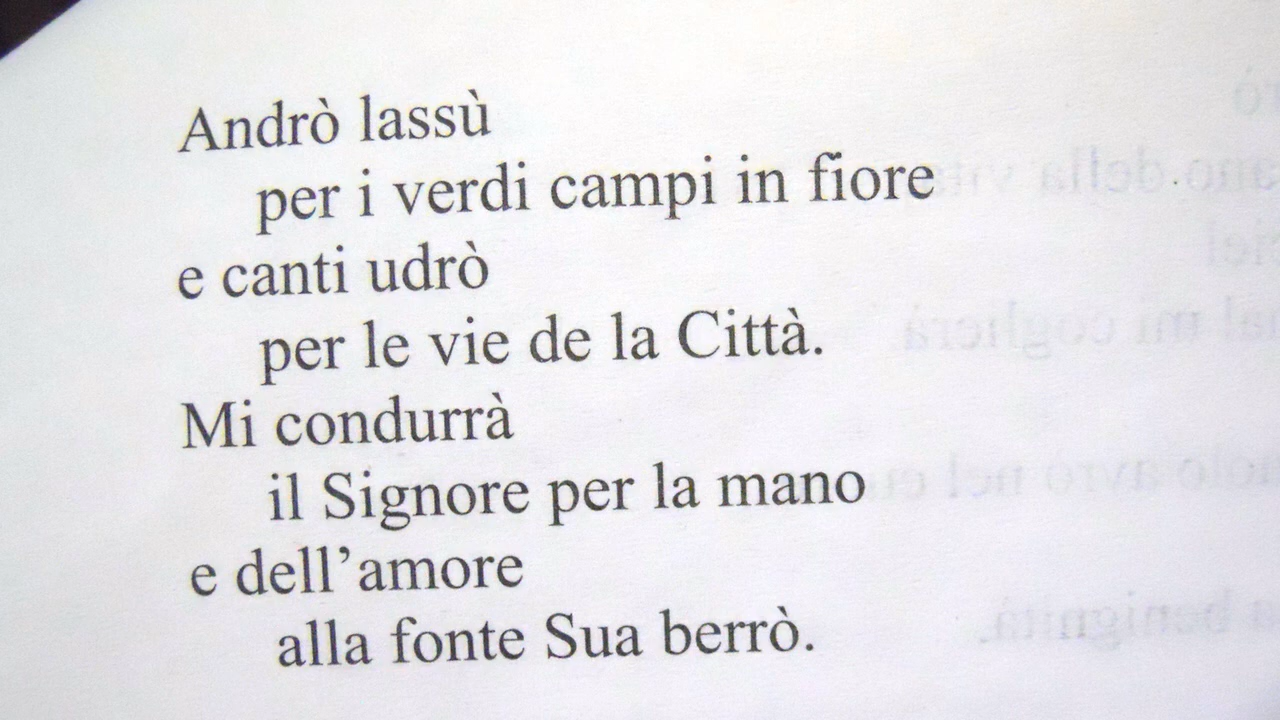 Andrò lassù
per i verdi campi in fiore
e canti udrò
per le vie de la Città.
Mi condurrà
il Signore per la mano
e dell’amore
alla fonte Sua berrò.